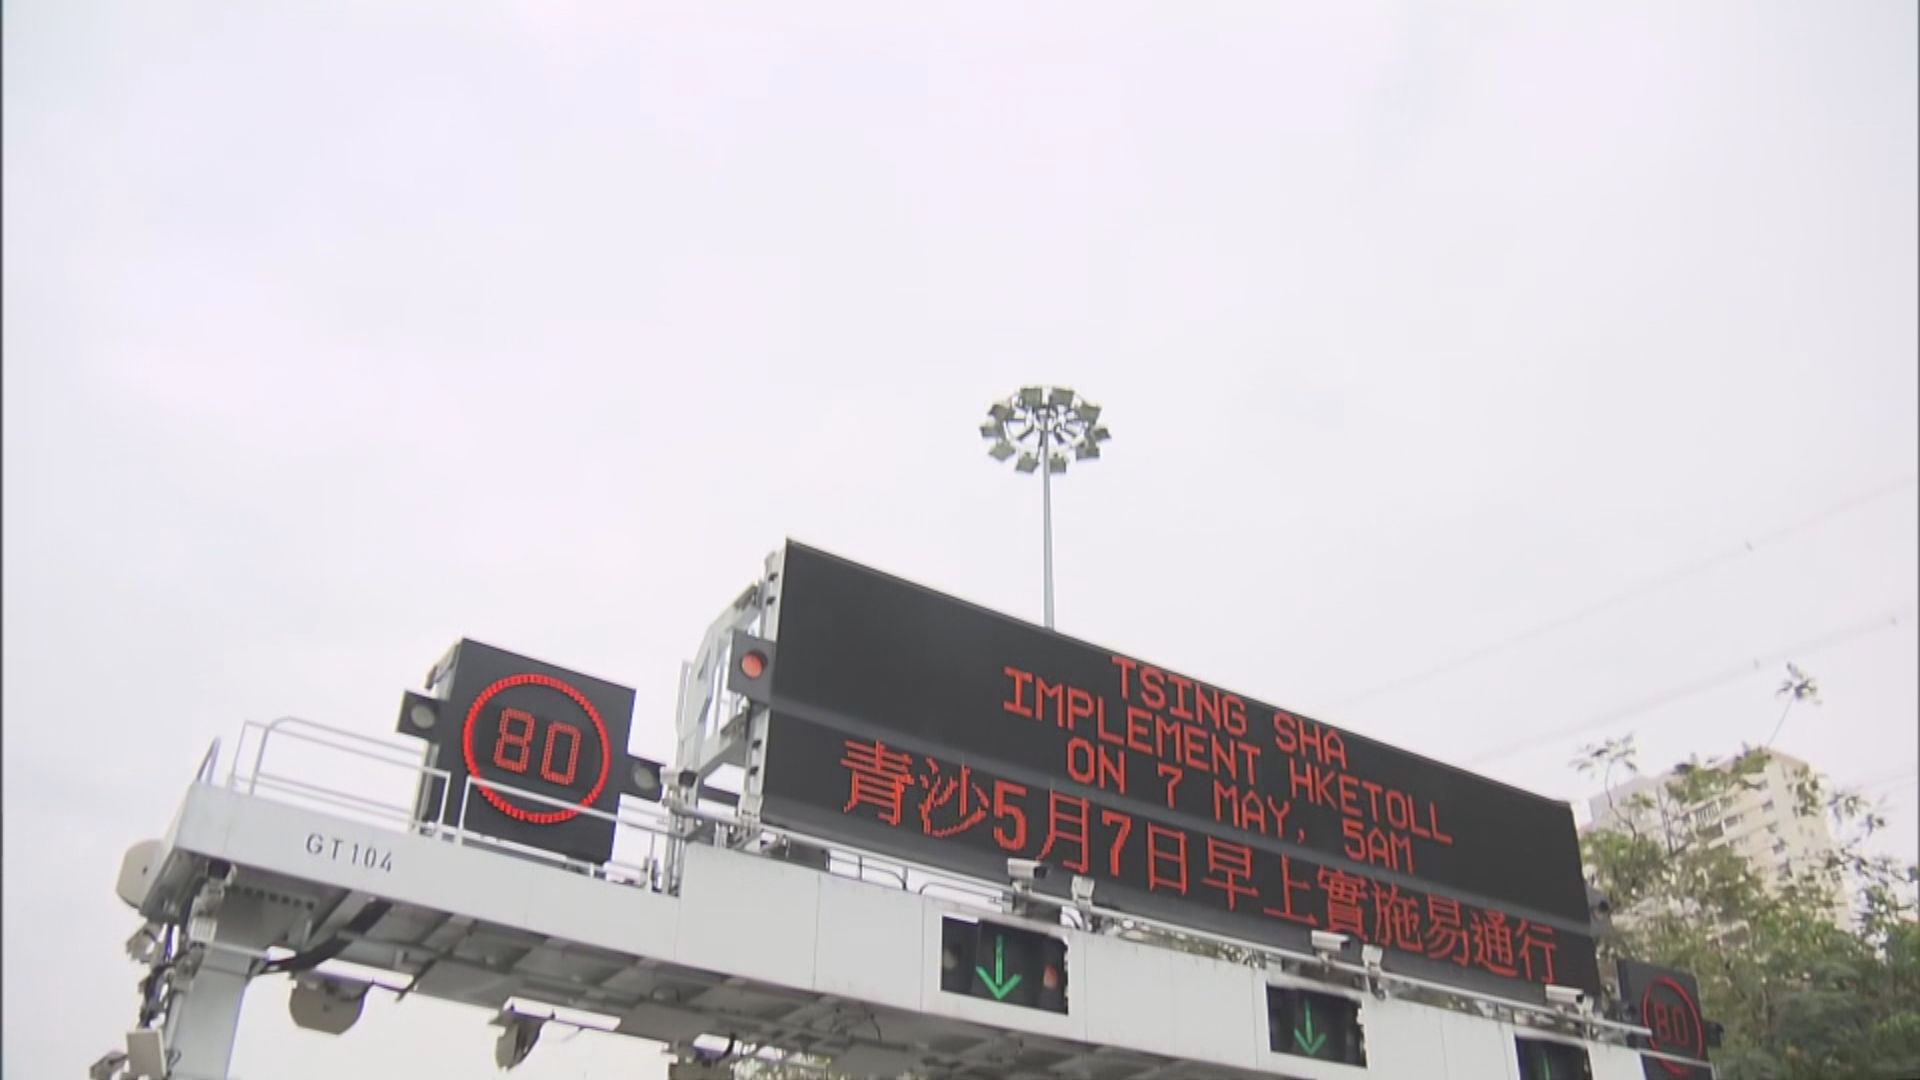 TSING SHA
IMPLEMENT HKETOLL
ON 7 MAY, 5AM
青沙5月7日早上實施易通行
80
GT104
80